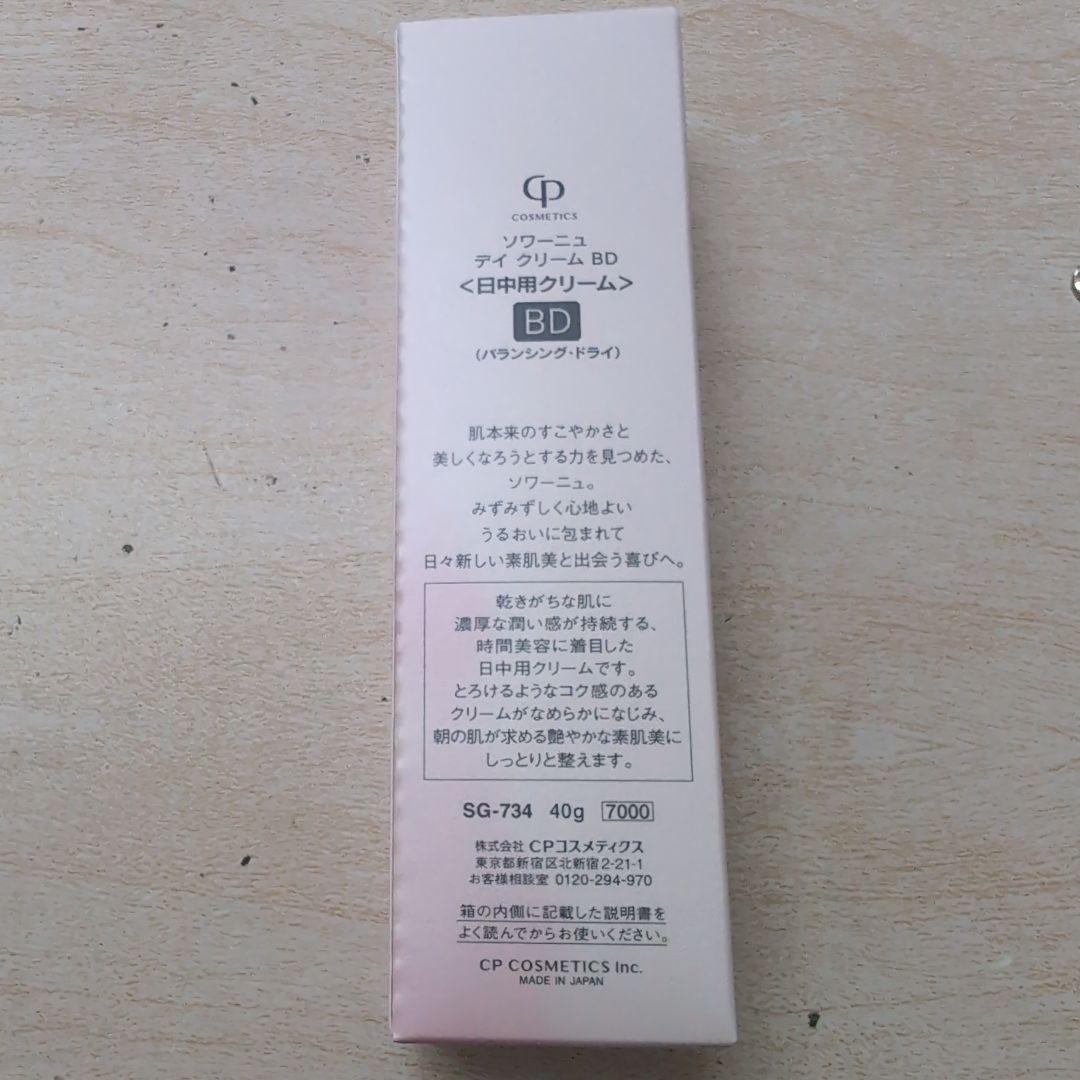 CP
COSMETICS
ソワーニュ
デイ クリーム BD
<日中用クリーム>
BD
(バランシング・ドライ)
肌本来のすこやかさと
美しくなろうとする力を見つめた、
ソワーニュ。
みずみずしく心地よい
うるおいに包まれて
日々新しい素肌美と出会う喜びへ。
乾きがちな肌に
濃厚な潤い感が持続する、
時間美容に着目した
日中用クリームです。
とろけるようなコク感のある
クリームがなめらかになじみ、
朝の肌が求める艶やかな素肌美に
しっとりと整えます。
SG-734 40g 7000
株式会社 CPコスメティクス
東京都新宿区北新宿2-21-1
お客様相談室 0120-294-970
箱の内側に記載した説明書を
よく読んでからお使いください。
CP COSMETICS Inc.
MADE IN JAPAN